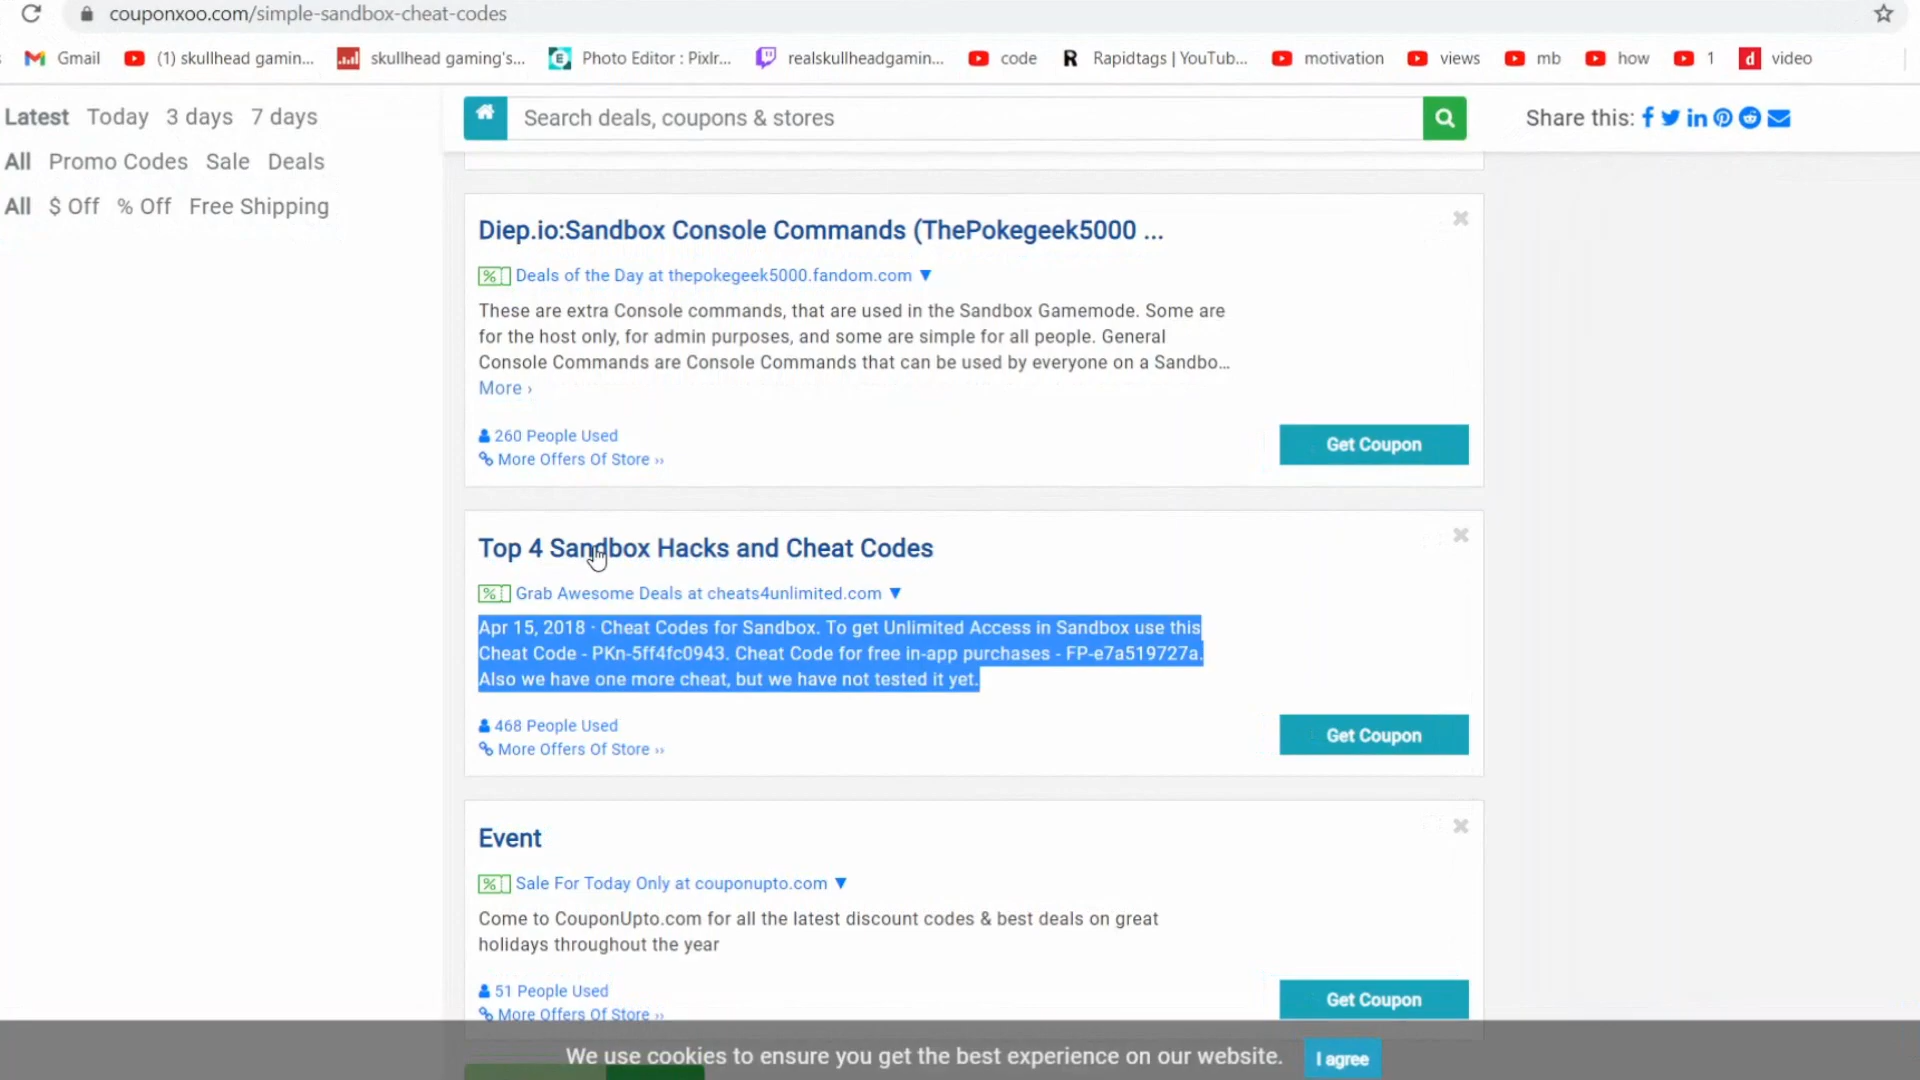 couponxoo.com/simple-sandbox-cheat-codes
Gmail (1) skullhead gamin... skullhead gaming's... Photo Editor : Pixlr... realskullheadgamin... code Rapidtags | YouTub... motivation views mb how 1 video
Latest Today 3 days 7 days
All Promo Codes Sale Deals
All $ Off % Off Free Shipping
Search deals, coupons & stores
Share this:
Diep.io:Sandbox Console Commands (ThePokegeek5000 ...
Deals of the Day at thepokegeek5000.fandom.com ▼
These are extra Console commands, that are used in the Sandbox Gamemode. Some are
for the host only, for admin purposes, and some are simple for all people. General
Console Commands are Console Commands that can be used by everyone on a Sandbo...
More ›
260 People Used
More Offers Of Store ››
Get Coupon
Top 4 Sandbox Hacks and Cheat Codes
Grab Awesome Deals at cheats4unlimited.com ▼
Apr 15, 2018 · Cheat Codes for Sandbox. To get Unlimited Access in Sandbox use this
Cheat Code - PKn-5ff4fc0943. Cheat Code for free in-app purchases - FP-e7a519727a.
Also we have one more cheat, but we have not tested it yet.
468 People Used
More Offers Of Store ››
Get Coupon
Event
Sale For Today Only at couponupto.com ▼
Come to CouponUpto.com for all the latest discount codes & best deals on great
holidays throughout the year
51 People Used
More Offers Of Store ››
Get Coupon
We use cookies to ensure you get the best experience on our website. I agree